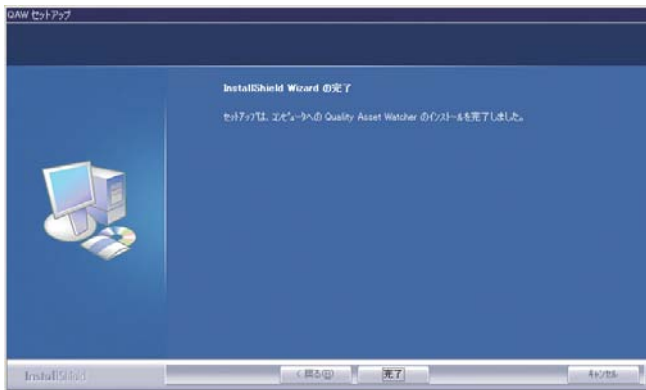 QAW セットアップ
InstallShield Wizard の完了
セットアップは、コンピュータへの Quality Asset Watcher のインストールを完了しました。
InstallShield
< 戻る(B)
完了
キャンセル